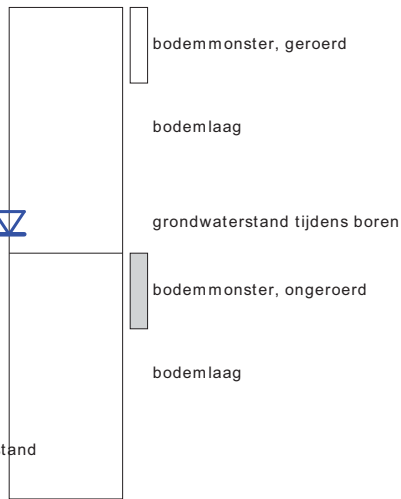 bodemmonster, geroerd
bodemlaag
grondwaterstand tijdens boren
bodemmonster, ongeroerd
bodemlaag
tand